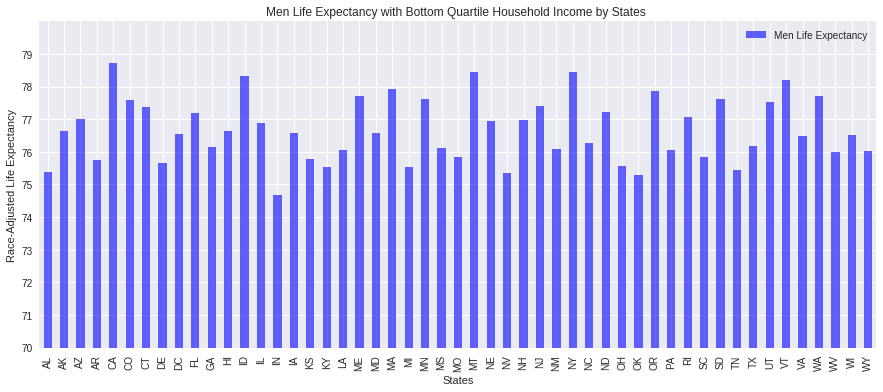 Men Life Expectancy with Bottom Quartile Household Income by States
Men Life Expectancy
Race-Adjusted Life Expectancy
79
78
77
76
75
74
73
72
71
70
AL AK AZ AR CA CO CT DE DC FL GA HI ID IL IN IA KS KY LA ME MD MA MI MN MS MO MT NE NV NH NJ NM NY NC ND OH OK OR PA RI SC SD TN TX UT VT VA WA WV WI WY
States